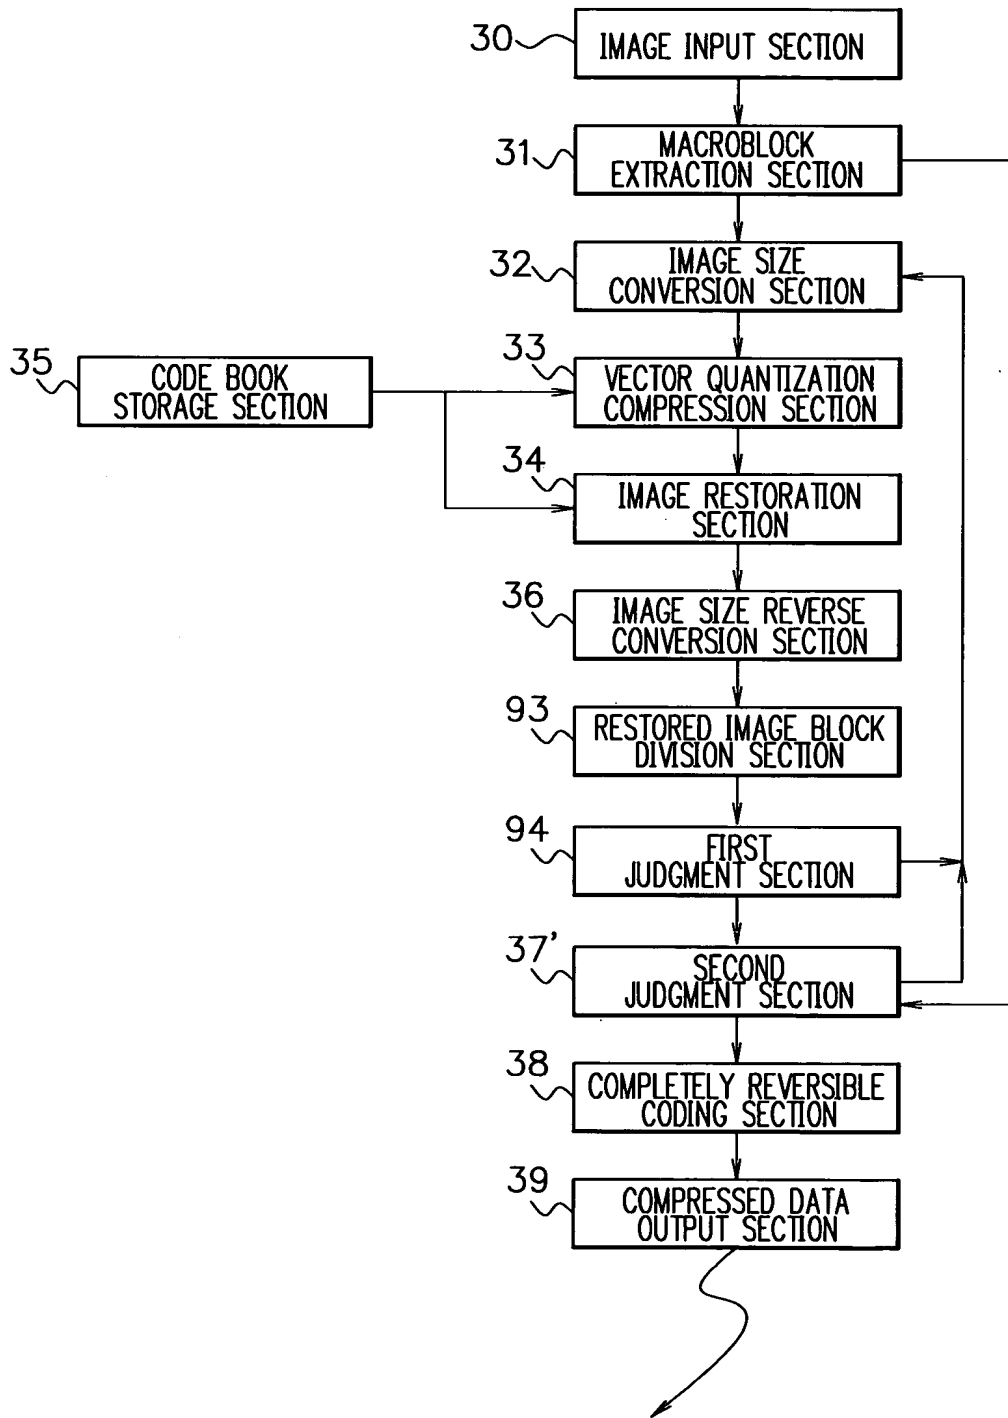 30
IMAGE INPUT SECTION
31
MACROBLOCK
EXTRACTION SECTION
32
IMAGE SIZE
CONVERSION SECTION
35
CODE BOOK
STORAGE SECTION
33
VECTOR QUANTIZATION
COMPRESSION SECTION
34
IMAGE RESTORATION
SECTION
36
IMAGE SIZE REVERSE
CONVERSION SECTION
93
RESTORED IMAGE BLOCK
DIVISION SECTION
94
FIRST
JUDGMENT SECTION
37'
SECOND
JUDGMENT SECTION
38
COMPLETELY REVERSIBLE
CODING SECTION
39
COMPRESSED DATA
OUTPUT SECTION